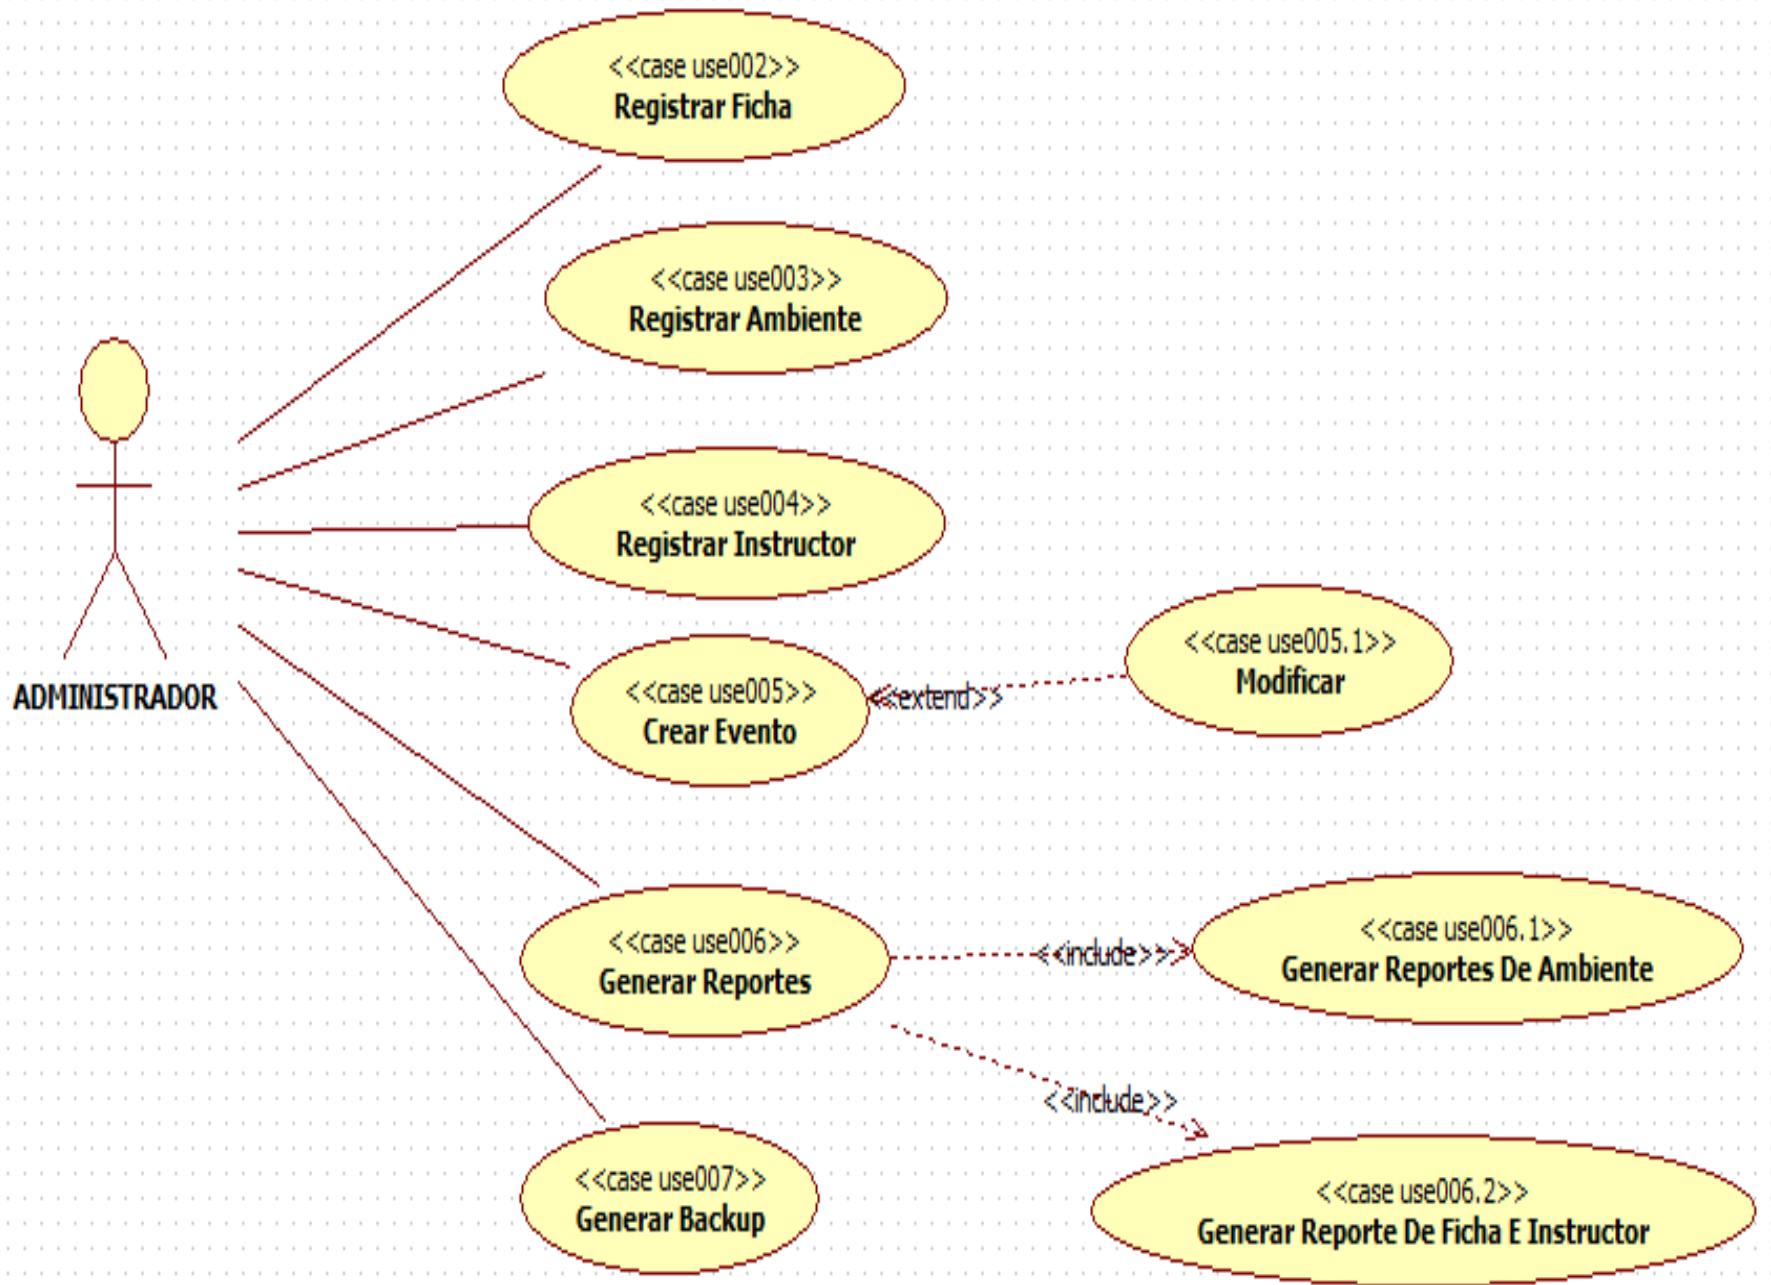 <<case use002>>
Registrar Ficha
<<case use003>>
Registrar Ambiente
<<case use004>>
Registrar Instructor
ADMINISTRADOR
<<case use005>>
Crear Evento
<<extend>>
<<case use005.1>>
Modificar
<<case use006>>
Generar Reportes
<<include>>
<<case use006.1>>
Generar Reportes De Ambiente
<<include>>
<<case use006.2>>
Generar Reporte De Ficha E Instructor
<<case use007>>
Generar Backup